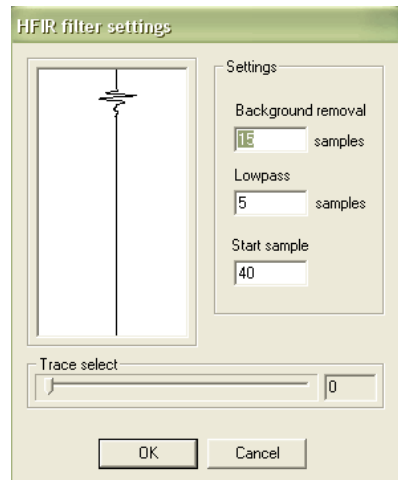 HFIR filter settings
Settings
Background removal
15 samples
Lowpass
5 samples
Start sample
40
Trace select
0
OK Cancel